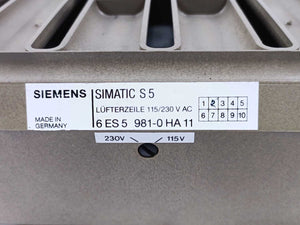 SIEMENS
SIMATIC S5
LÜFTERZEILE 115/230 V AC
MADE IN
GERMANY
6 ES 5 981-0 HA 11
1 2 3 4 5
6 7 8 9 10
230V 115V